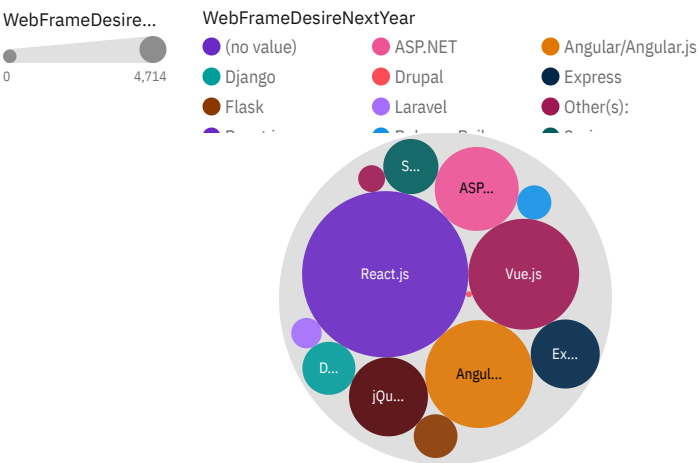 WebFrameDesire...
0 4,714
WebFrameDesireNextYear
(no value) ASP.NET Angular/Angular.js
Django Drupal Express
Flask Laravel Other(s):
S...
ASP...
React.js
Vue.js
Ex...
D...
Angul...
jQu...